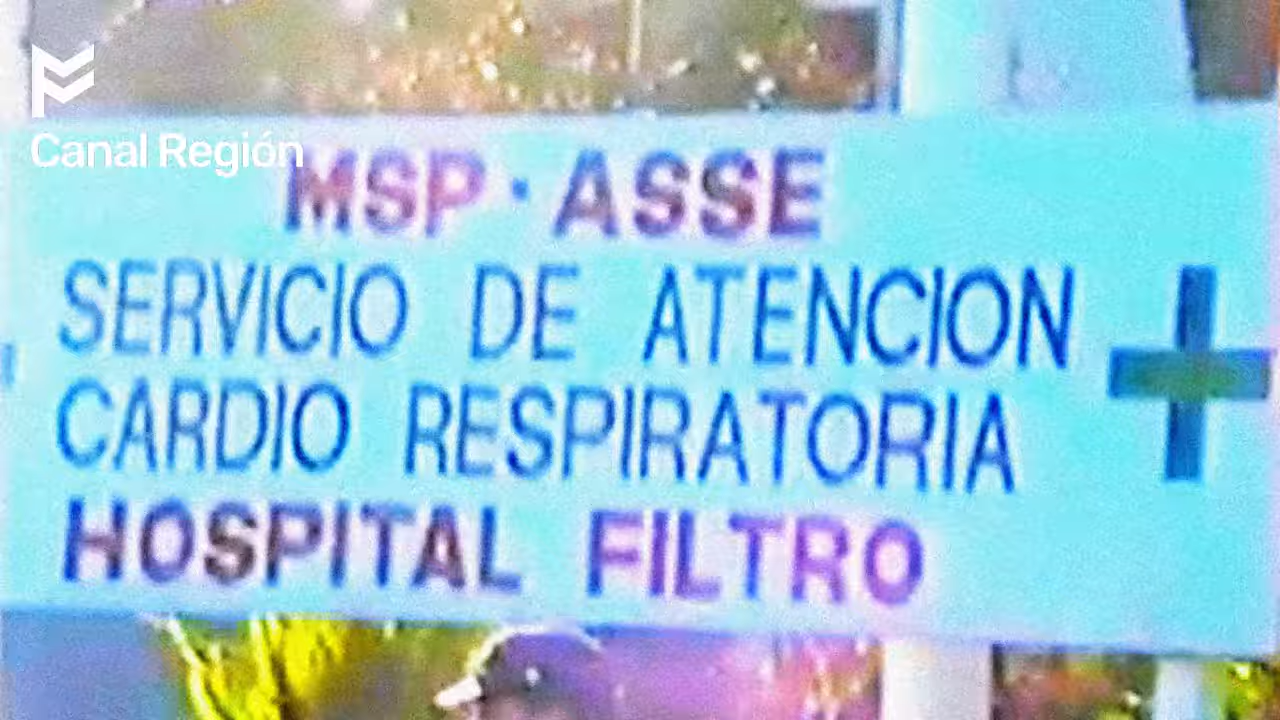 Canal Región
MSP · ASSE
SERVICIO DE ATENCION
CARDIO RESPIRATORIA
HOSPITAL FILTRO